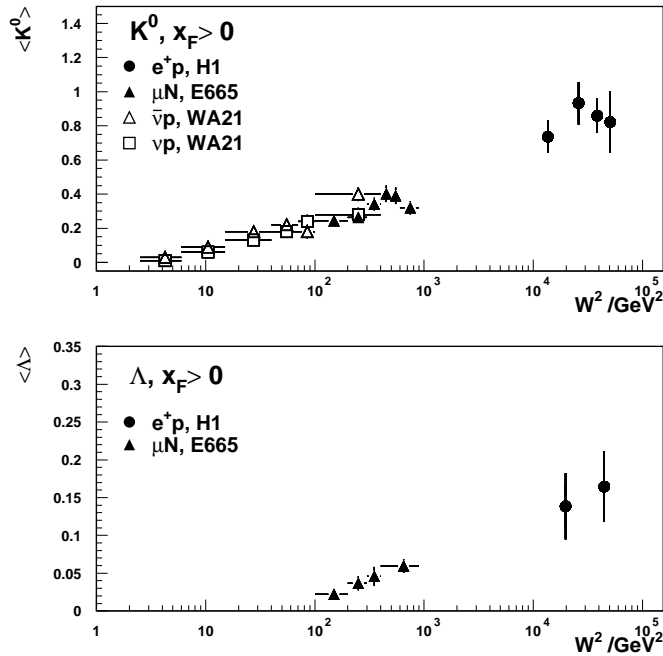 <K⁰>
K⁰, x_F > 0
e⁺p, H1
μN, E665
ν̄p, WA21
νp, WA21
1.4
1.2
1
0.8
0.6
0.4
0.2
0
1 10 10² 10³ 10⁴ 10⁵
W² /GeV²
<Λ>
Λ, x_F > 0
e⁺p, H1
μN, E665
0.35
0.3
0.25
0.2
0.15
0.1
0.05
0
1 10 10² 10³ 10⁴ 10⁵
W² /GeV²